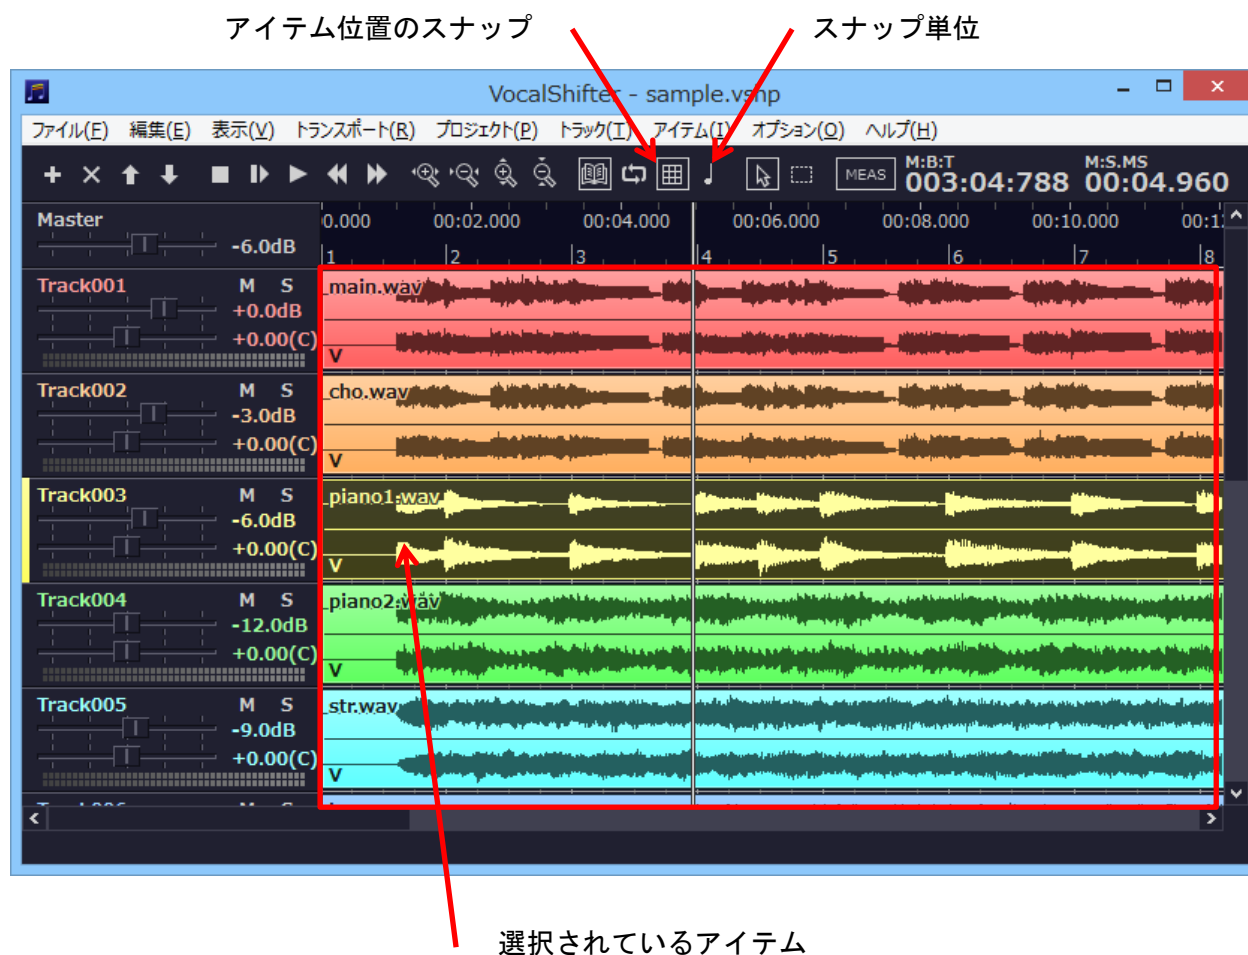 アイテム位置のスナップ
スナップ単位
VocalShifter - sample.vshp
ファイル(F) 編集(E) 表示(V) トランスポート(R) プロジェクト(P) トラック(T) アイテム(I) オプション(O) ヘルプ(H)
MEAS
M:B:T
003:04:788
M:S.MS
00:04.960
Master
-6.0dB
0.000 00:02.000 00:04.000 00:06.000 00:08.000 00:10.000 00:1
1 2 3 4 5 6 7 8
Track001 M S
+0.0dB
+0.00(C)
_main.wav
V
Track002 M S
-3.0dB
+0.00(C)
_cho.wav
V
Track003 M S
-6.0dB
+0.00(C)
_piano1.wav
V
Track004 M S
-12.0dB
+0.00(C)
_piano2.wav
V
Track005 M S
-9.0dB
+0.00(C)
_str.wav
V
選択されているアイテム